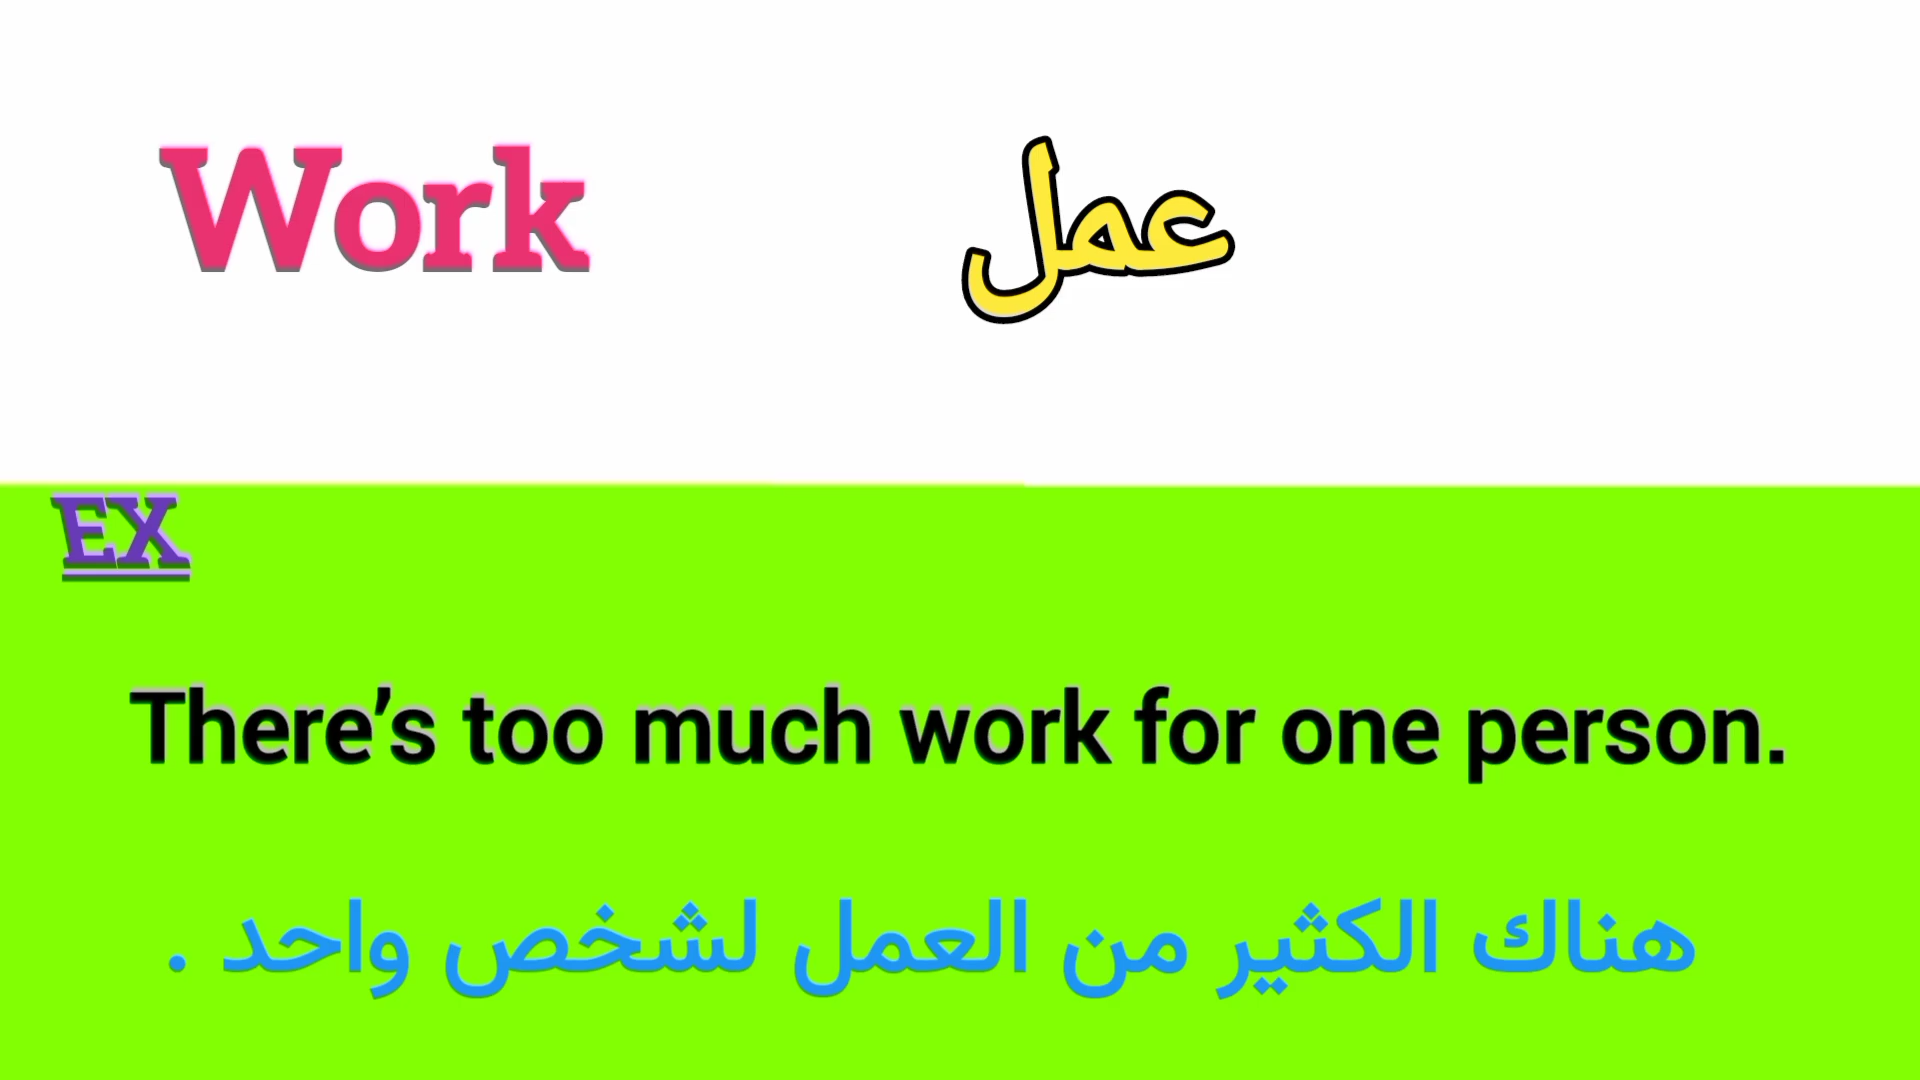 Work
عمل
EX
There’s too much work for one person.
هناك الكثير من العمل لشخص واحد .